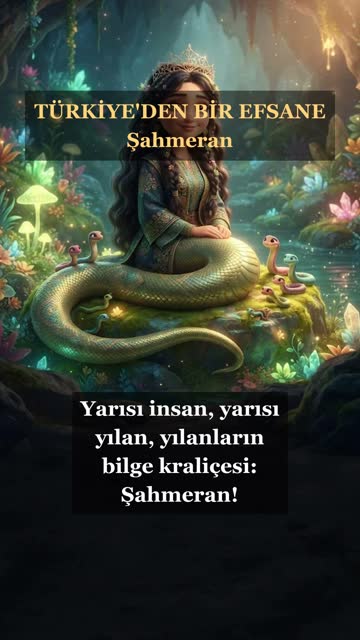 TÜRKİYE'DEN BİR EFSANE
Şahmeran
Yarısı insan, yarısı
yılan, yılanların
bilge kraliçesi:
Şahmeran!